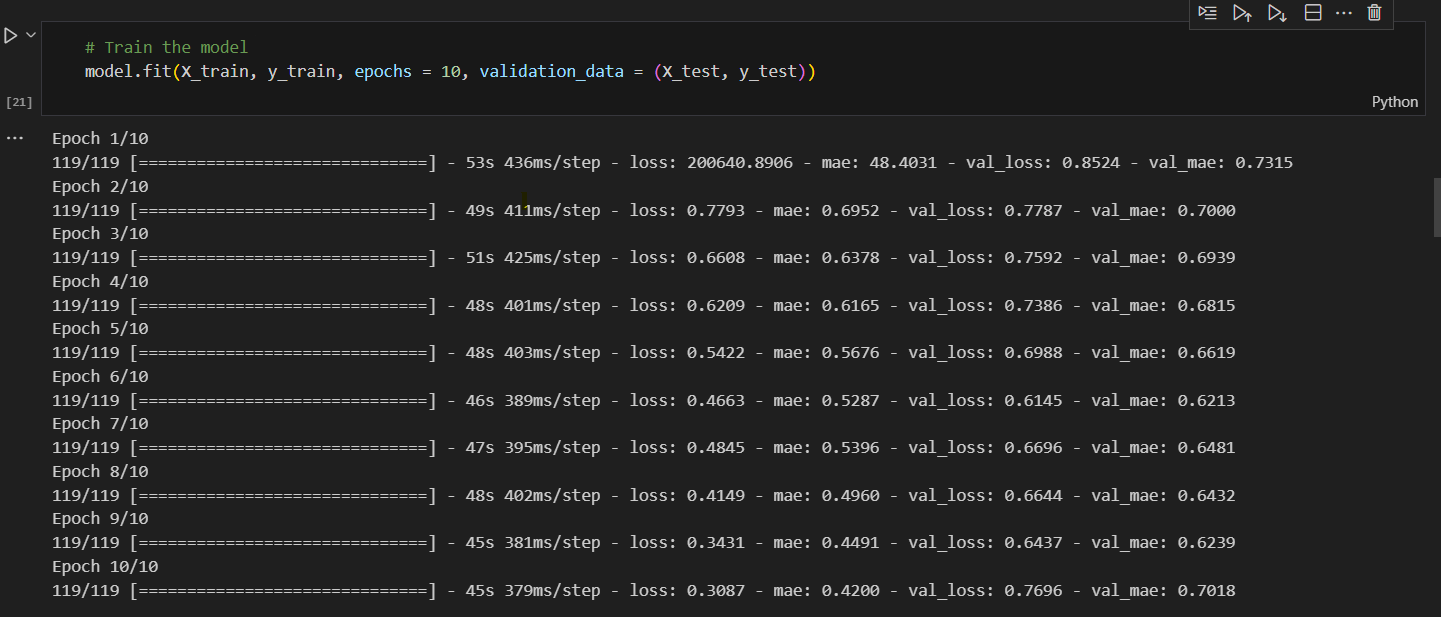 # Train the model
model.fit(X_train, y_train, epochs = 10, validation_data = (X_test, y_test))
[21]
Python
...
Epoch 1/10
119/119 [==============================] - 53s 436ms/step - loss: 200640.8906 - mae: 48.4031 - val_loss: 0.8524 - val_mae: 0.7315
Epoch 2/10
119/119 [==============================] - 49s 411ms/step - loss: 0.7793 - mae: 0.6952 - val_loss: 0.7787 - val_mae: 0.7000
Epoch 3/10
119/119 [==============================] - 51s 425ms/step - loss: 0.6608 - mae: 0.6378 - val_loss: 0.7592 - val_mae: 0.6939
Epoch 4/10
119/119 [==============================] - 48s 401ms/step - loss: 0.6209 - mae: 0.6165 - val_loss: 0.7386 - val_mae: 0.6815
Epoch 5/10
119/119 [==============================] - 48s 403ms/step - loss: 0.5422 - mae: 0.5676 - val_loss: 0.6988 - val_mae: 0.6619
Epoch 6/10
119/119 [==============================] - 46s 389ms/step - loss: 0.4663 - mae: 0.5287 - val_loss: 0.6145 - val_mae: 0.6213
Epoch 7/10
119/119 [==============================] - 47s 395ms/step - loss: 0.4845 - mae: 0.5396 - val_loss: 0.6696 - val_mae: 0.6481
Epoch 8/10
119/119 [==============================] - 48s 402ms/step - loss: 0.4149 - mae: 0.4960 - val_loss: 0.6644 - val_mae: 0.6432
Epoch 9/10
119/119 [==============================] - 45s 381ms/step - loss: 0.3431 - mae: 0.4491 - val_loss: 0.6437 - val_mae: 0.6239
Epoch 10/10
119/119 [==============================] - 45s 379ms/step - loss: 0.3087 - mae: 0.4200 - val_loss: 0.7696 - val_mae: 0.7018